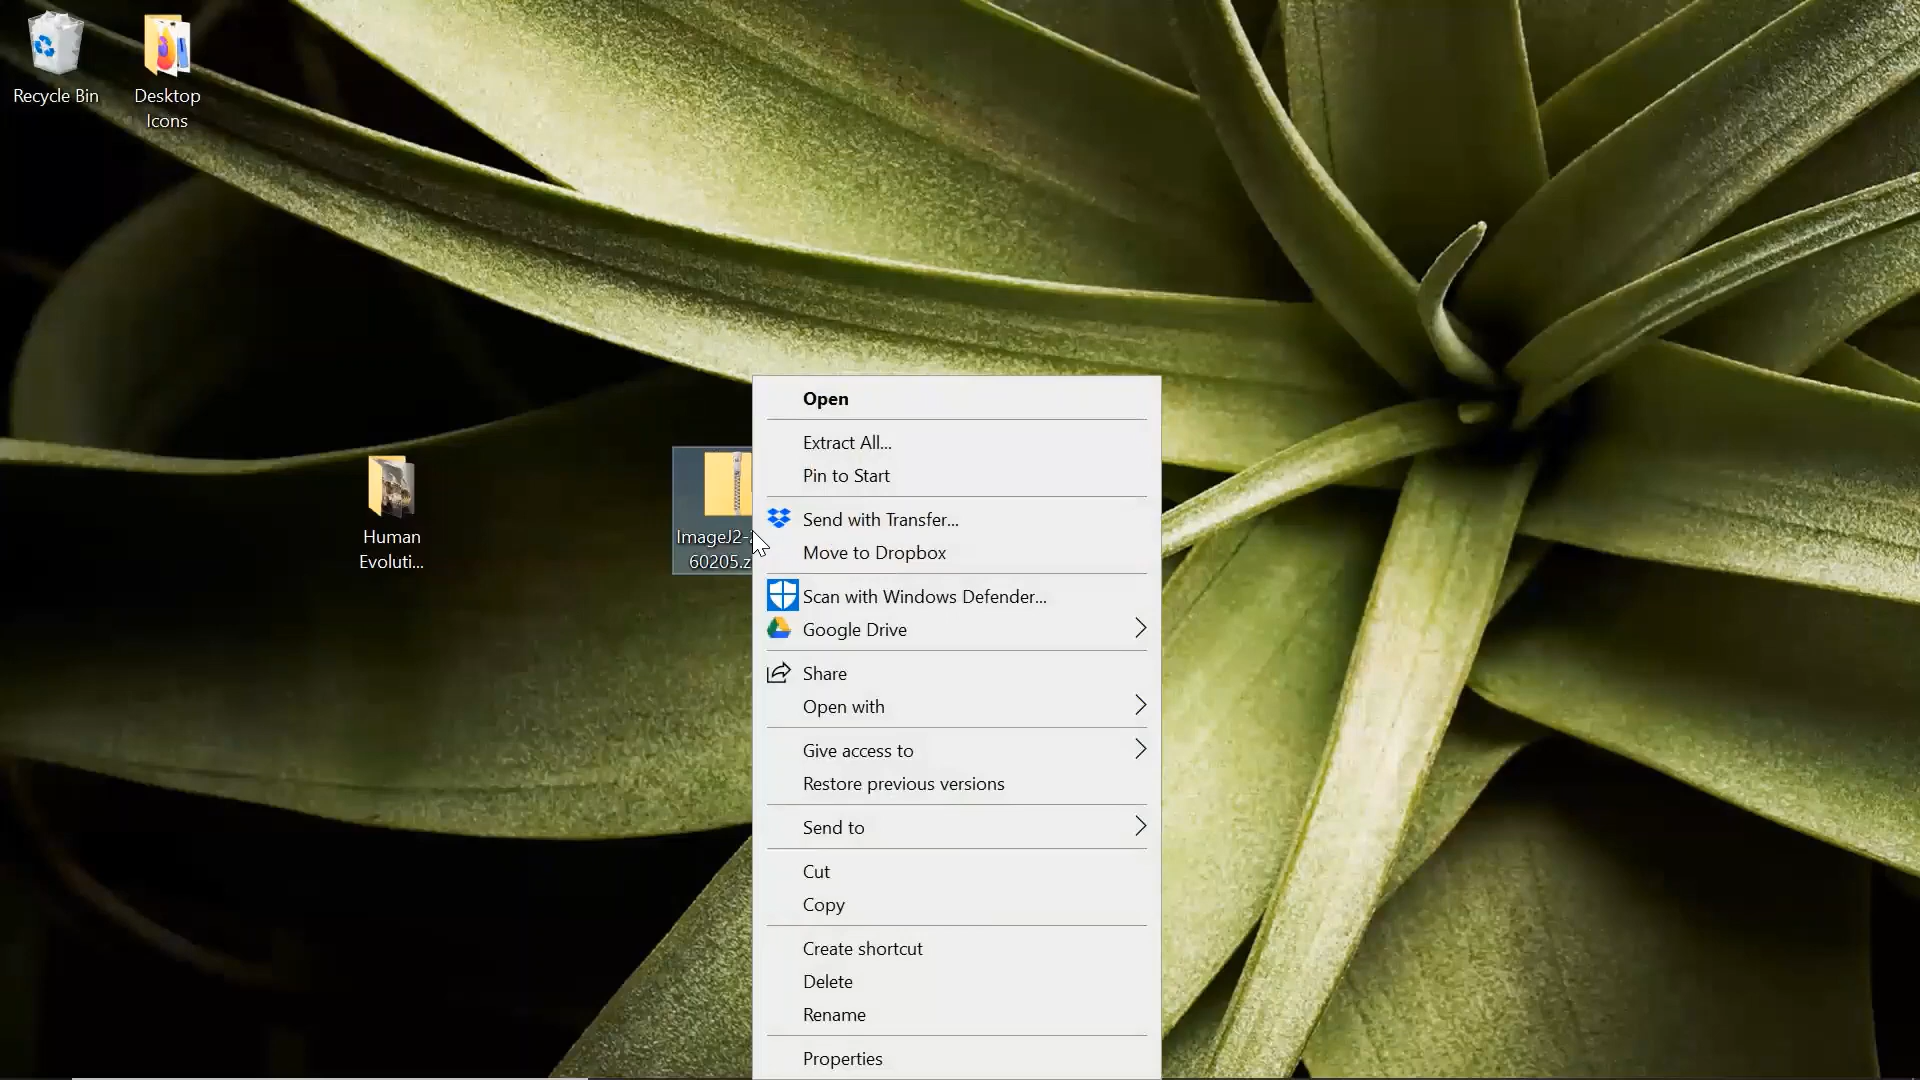 Recycle Bin
Desktop
Icons
Human
Evoluti...
ImageJ2-
60205.z
Open
Extract All...
Pin to Start
Send with Transfer...
Move to Dropbox
Scan with Windows Defender...
Google Drive
Share
Open with
Give access to
Restore previous versions
Send to
Cut
Copy
Create shortcut
Delete
Rename
Properties